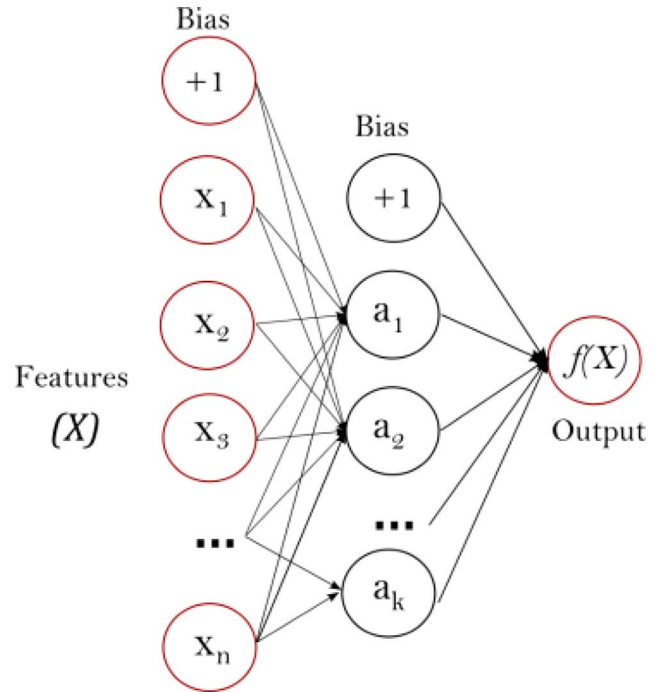 Bias
+1
x₁
x₂
x₃
...
xₙ
Features
(X)
Bias
+1
a₁
a₂
...
aₖ
f(X)
Output